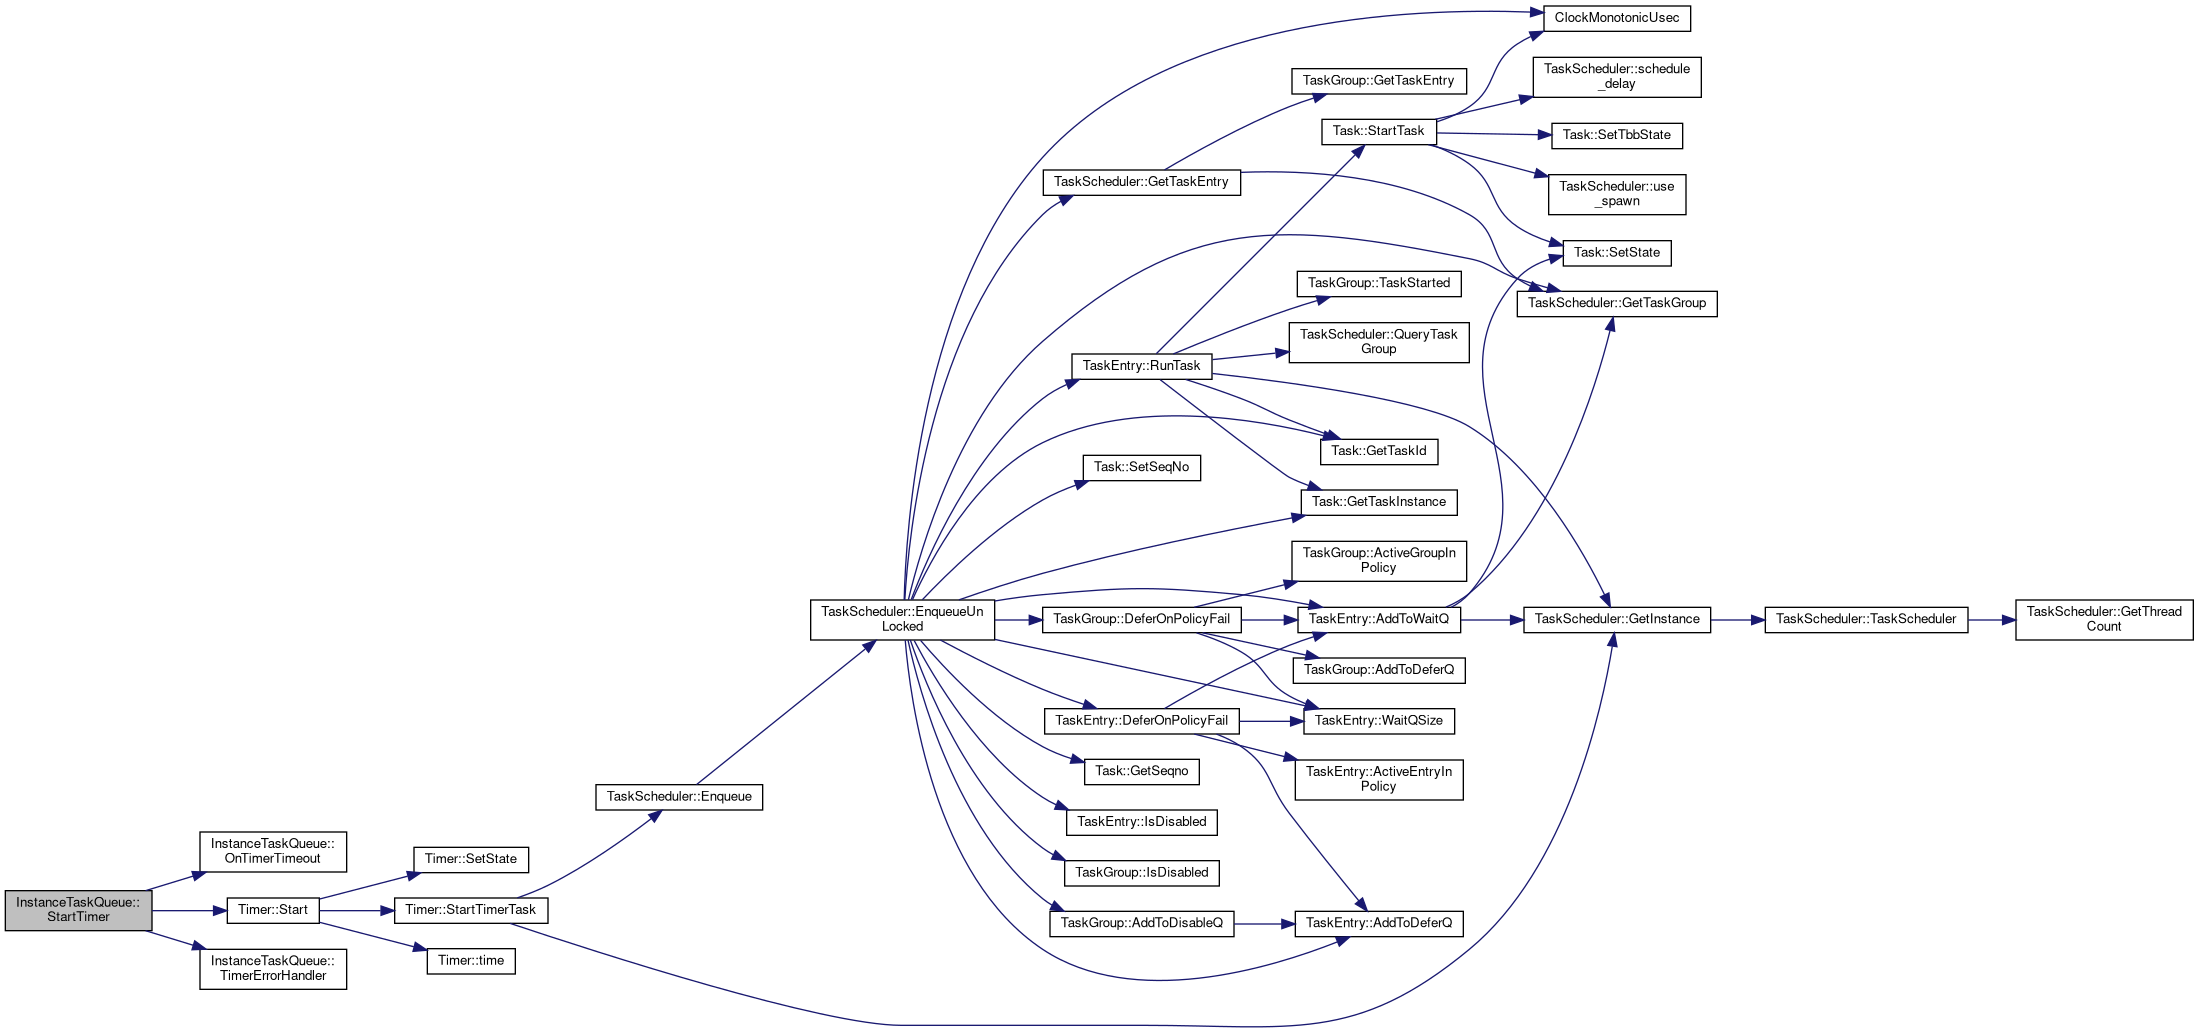 ClockMonotonicUsec
TaskScheduler::schedule
_delay
TaskGroup::GetTaskEntry
Task::StartTask
Task::SetTbbState
TaskScheduler::GetTaskEntry
TaskScheduler::use
_spawn
Task::SetState
TaskGroup::TaskStarted
TaskScheduler::GetTaskGroup
TaskScheduler::QueryTask
Group
TaskEntry::RunTask
Task::GetTaskId
Task::SetSeqNo
Task::GetTaskInstance
TaskGroup::ActiveGroupIn
Policy
TaskScheduler::EnqueueUn
Locked
TaskGroup::DeferOnPolicyFail
TaskEntry::AddToWaitQ
TaskScheduler::GetInstance
TaskScheduler::TaskScheduler
TaskScheduler::GetThread
Count
TaskGroup::AddToDeferQ
TaskEntry::DeferOnPolicyFail
TaskEntry::WaitQSize
Task::GetSeqno
TaskEntry::ActiveEntryIn
Policy
TaskScheduler::Enqueue
TaskEntry::IsDisabled
InstanceTaskQueue::
OnTimerTimeout
Timer::SetState
TaskGroup::IsDisabled
InstanceTaskQueue::
StartTimer
Timer::Start
Timer::StartTimerTask
TaskGroup::AddToDisableQ
TaskEntry::AddToDeferQ
InstanceTaskQueue::
TimerErrorHandler
Timer::time